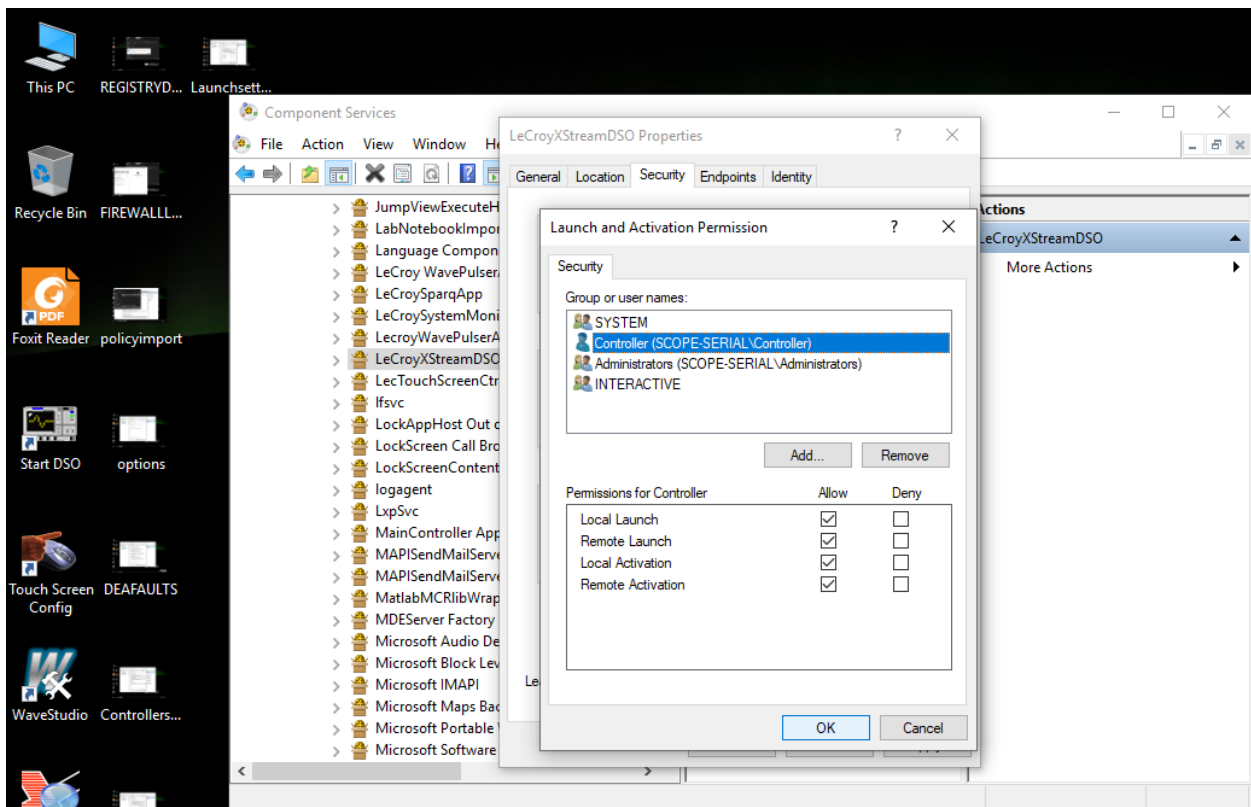 This PC
REGISTRYD...
Launchsett...
Recycle Bin
FIREWALLL...
PDF
Foxit Reader
policyimport
Start DSO
options
Touch Screen
Config
DEAFAULTS
WaveStudio
Controllers...
Component Services
File Action View Window He
JumpViewExecuteH
LabNotebookImpor
Language Compon
LeCroy WavePulser
LeCroySparqApp
LeCroySystemMoni
LecroyWavePulserA
LeCroyXStreamDSO
LecTouchScreenCtr
lfsvc
LockAppHost Out o
LockScreen Call Bro
LockScreenContent
logagent
LxpSvc
MainController App
MAPISendMailServe
MAPISendMailServe
MatlabMCRlibWrap
MDEServer Factory
Microsoft Audio De
Microsoft Block Lev
Microsoft IMAPI
Microsoft Maps Bac
Microsoft Portable
Microsoft Software
LeCroyXStreamDSO Properties
General Location Security Endpoints Identity
Le
Launch and Activation Permission
Security
Group or user names:
SYSTEM
Controller (SCOPE-SERIAL\Controller)
Administrators (SCOPE-SERIAL\Administrators)
INTERACTIVE
Add... Remove
Permissions for Controller Allow Deny
Local Launch
Remote Launch
Local Activation
Remote Activation
OK Cancel
Actions
LeCroyXStreamDSO
More Actions